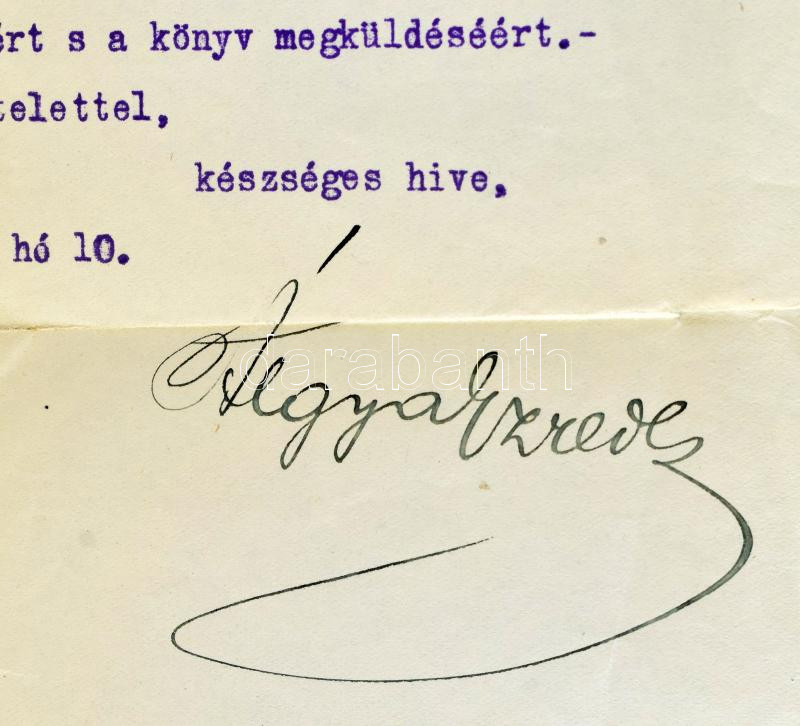 ért s a könyv megküldéséért.-
telettel,
készséges hive,
hó 10.
darabanth